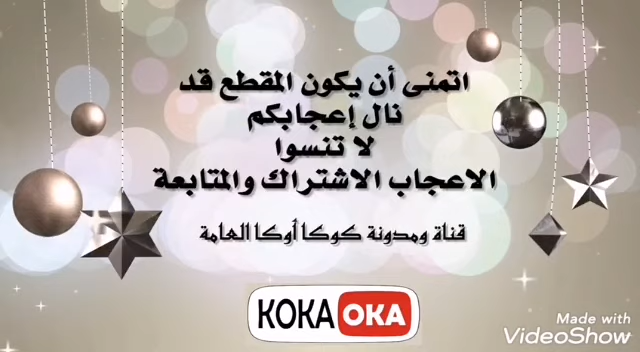 اتمنى أن يكون المقطع قد
نال إعجابكم
لا تنسوا
الاعجاب الاشتراك والمتابعة
قناة ومدونة كوكا أوكا العامة
KOKA OKA
Made with
VideoShow